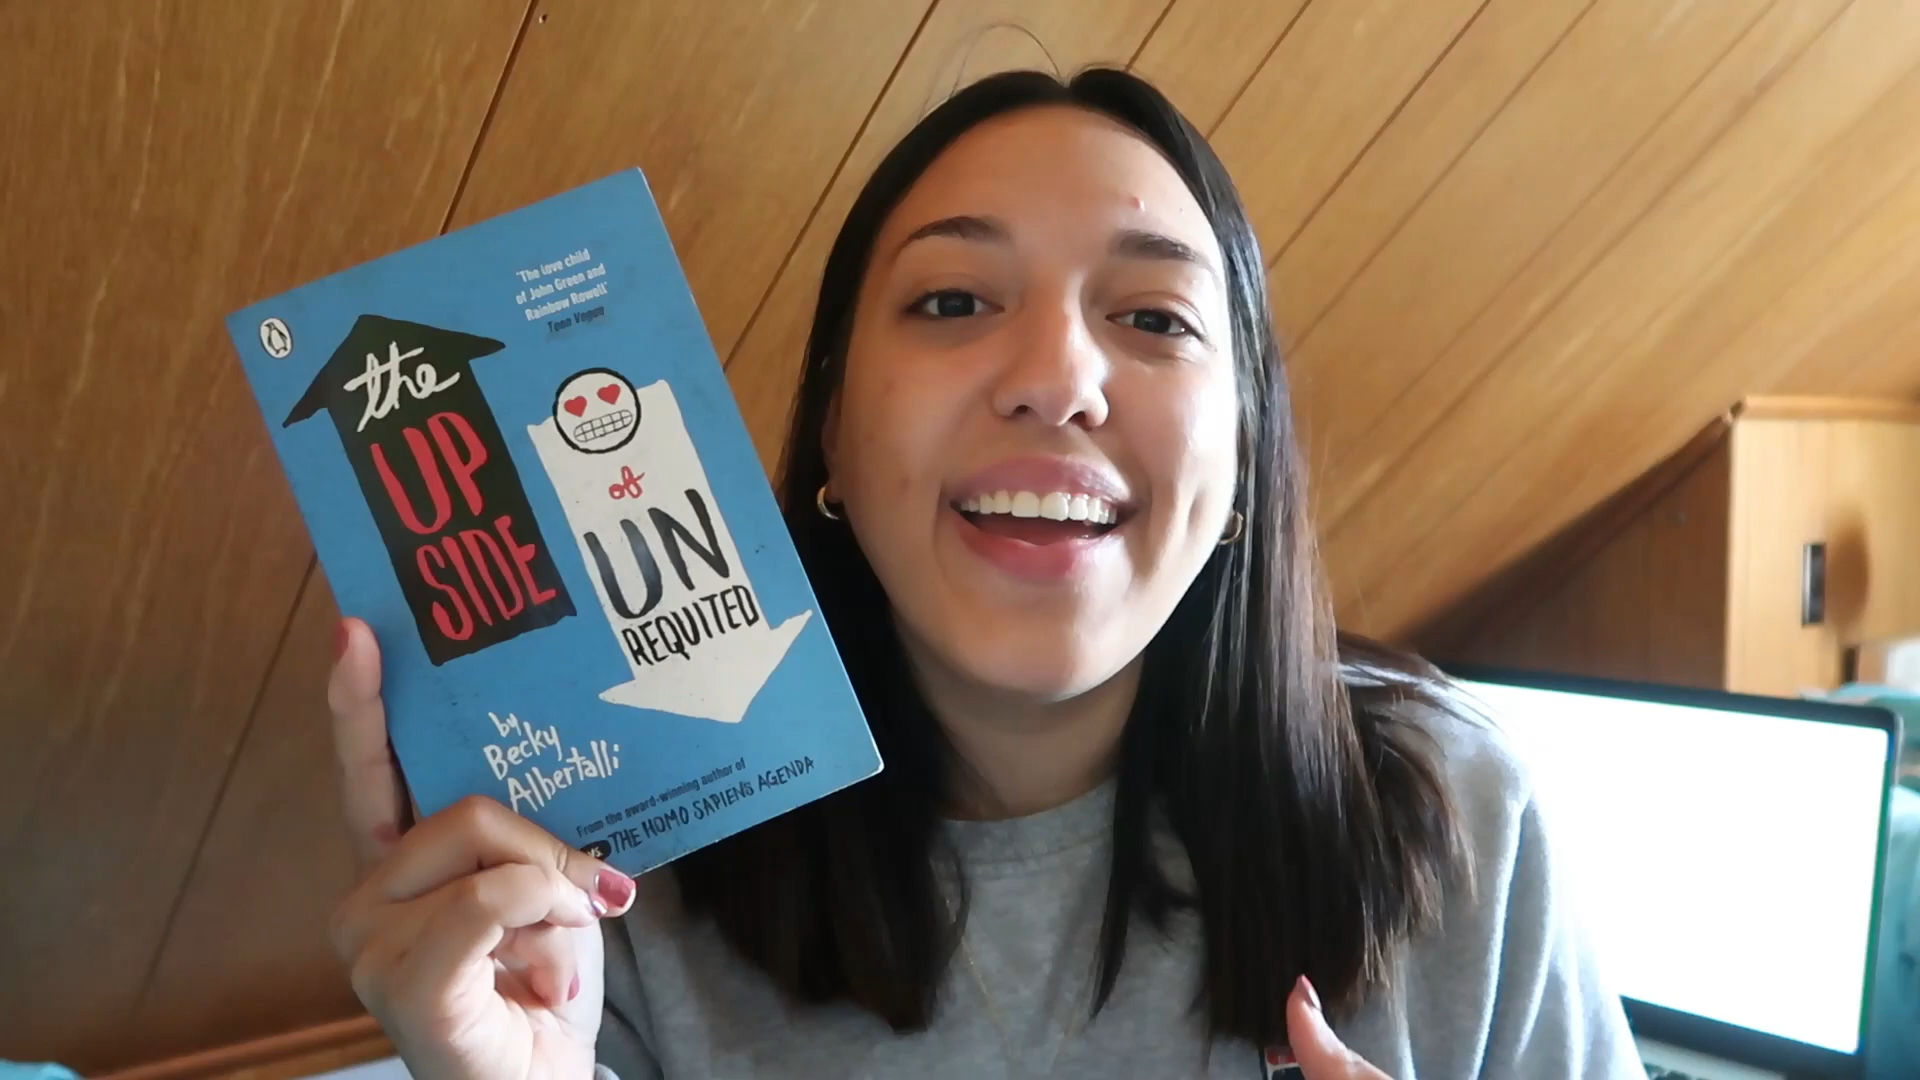 'The love child
of John Green and
Rainbow Rowell'
Teen Vogue
the
UP
SIDE
of
UN
REQUITED
by
Becky
Albertalli
From the award-winning author of
VS. THE HOMO SAPIENS AGENDA